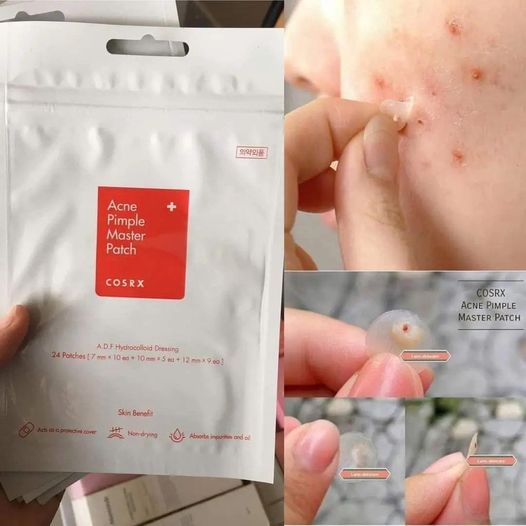 의약외품
Acne
Pimple
Master
Patch
COSRX
A.D.F Hydrocolloid Dressing
24 Patches [ 7 mm × 10 ea + 10 mm × 5 ea + 12 mm × 9 ea ]
Skin Benefit
Acts as a protective cover
Non-drying
Absorbs impurities and oil
COSRX
ACNE PIMPLE
MASTER PATCH